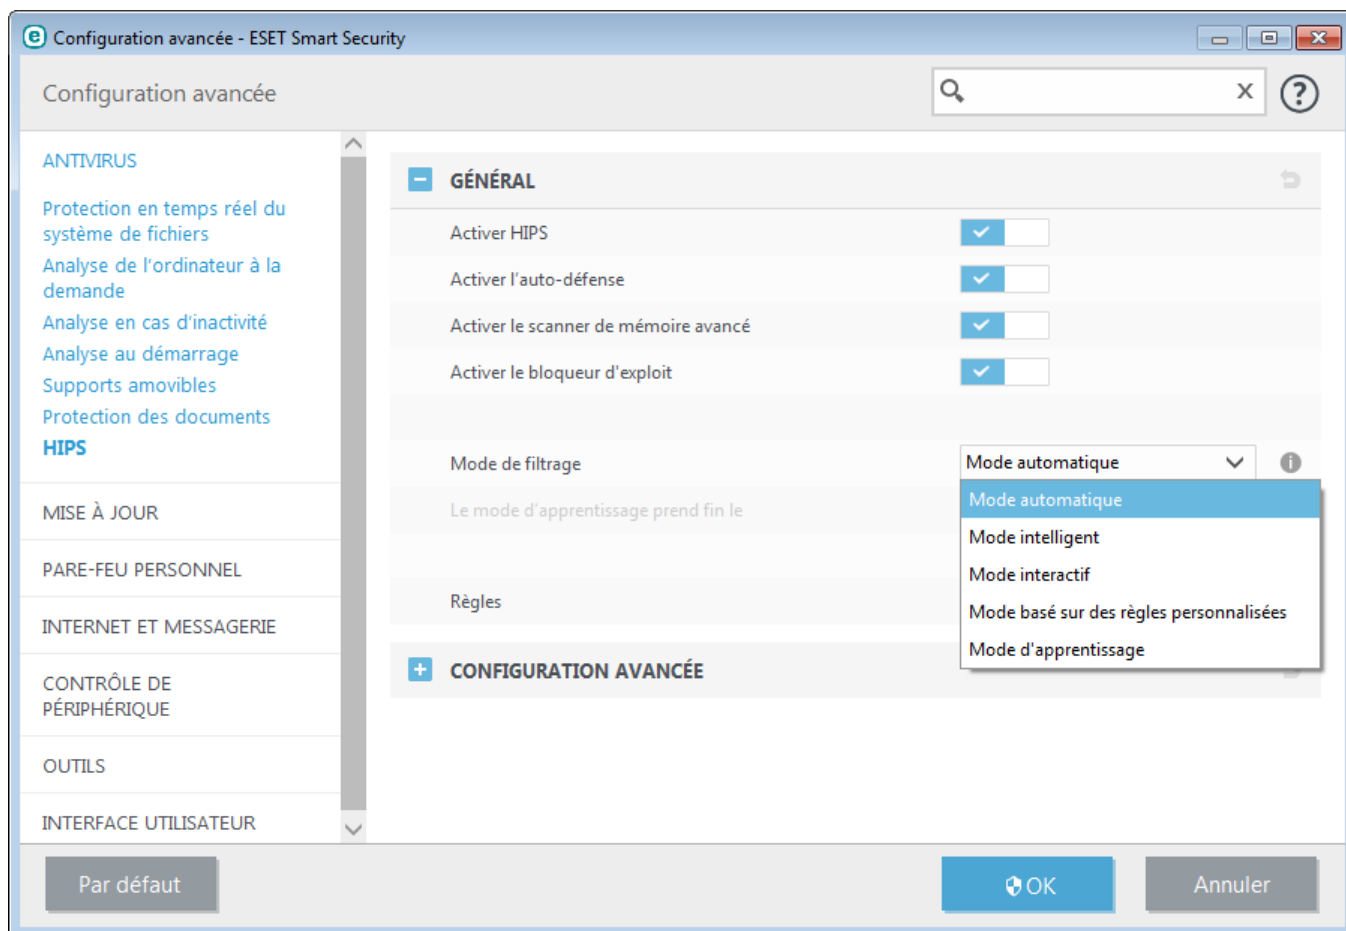 Configuration avancée - ESET Smart Security
Configuration avancée
ANTIVIRUS
Protection en temps réel du
système de fichiers
Analyse de l'ordinateur à la
demande
Analyse en cas d'inactivité
Analyse au démarrage
Supports amovibles
Protection des documents
HIPS
MISE À JOUR
PARE-FEU PERSONNEL
INTERNET ET MESSAGERIE
CONTRÔLE DE
PÉRIPHÉRIQUE
OUTILS
INTERFACE UTILISATEUR
GÉNÉRAL
Activer HIPS
Activer l'auto-défense
Activer le scanner de mémoire avancé
Activer le bloqueur d'exploit
Mode de filtrage
Mode automatique
Mode automatique
Mode intelligent
Mode interactif
Mode basé sur des règles personnalisées
Mode d'apprentissage
Le mode d'apprentissage prend fin le
Règles
CONFIGURATION AVANCÉE
Par défaut
OK
Annuler